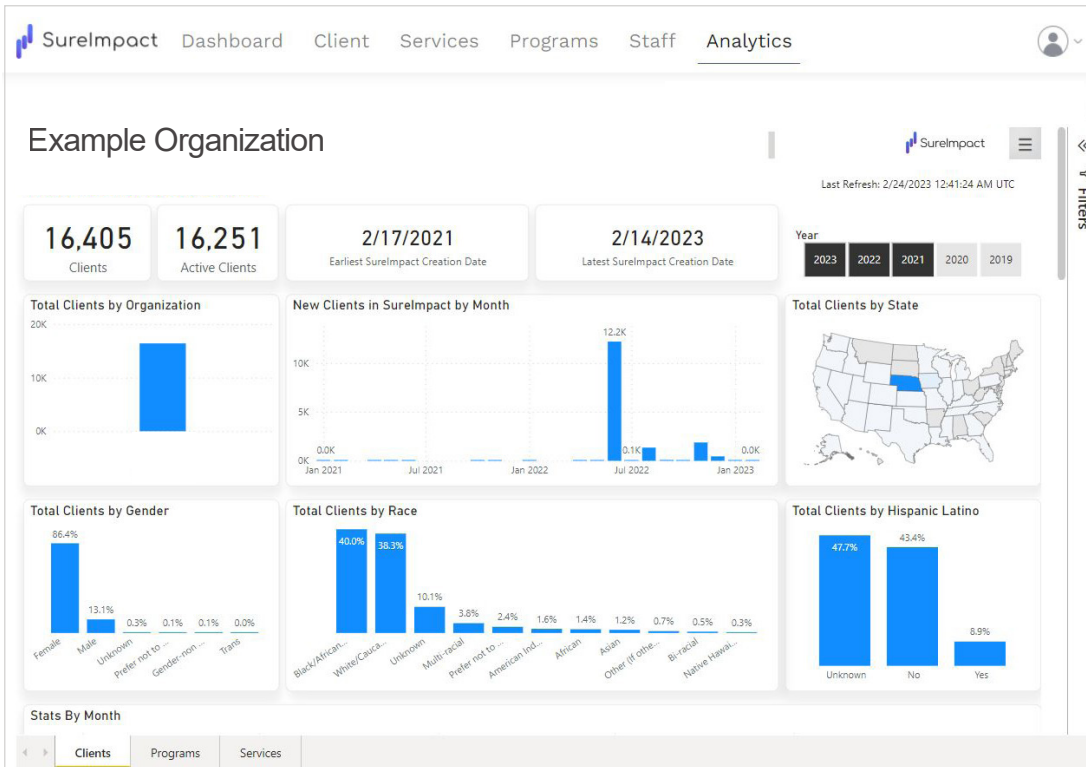 SureImpact Dashboard Client Services Programs Staff Analytics
Example Organization
SureImpact
Last Refresh: 2/24/2023 12:41:24 AM UTC
Filters
16,405
Clients
16,251
Active Clients
2/17/2021
Earliest SureImpact Creation Date
2/14/2023
Latest SureImpact Creation Date
Year
2023 2022 2021 2020 2019
Total Clients by Organization
20K
10K
0K
New Clients in SureImpact by Month
12.2K
10K
5K
0.0K 0.1K 0.0K
0K
Jan 2021 Jul 2021 Jan 2022 Jul 2022 Jan 2023
Total Clients by State
Total Clients by Gender
86.4%
13.1%
0.3% 0.1% 0.1% 0.0%
Female Male Unknown Prefer not to ... Gender-non ... Trans
Total Clients by Race
40.0% 38.3%
10.1%
3.8% 2.4% 1.6% 1.4% 1.2% 0.7% 0.5% 0.3%
Black/African... White/Cauca... Unknown Multi-racial Prefer not to ... American Ind... African Asian Other (If othe... Bi-racial Native Hawai...
Total Clients by Hispanic Latino
47.7% 43.4%
8.9%
Unknown No Yes
Stats By Month
Clients Programs Services